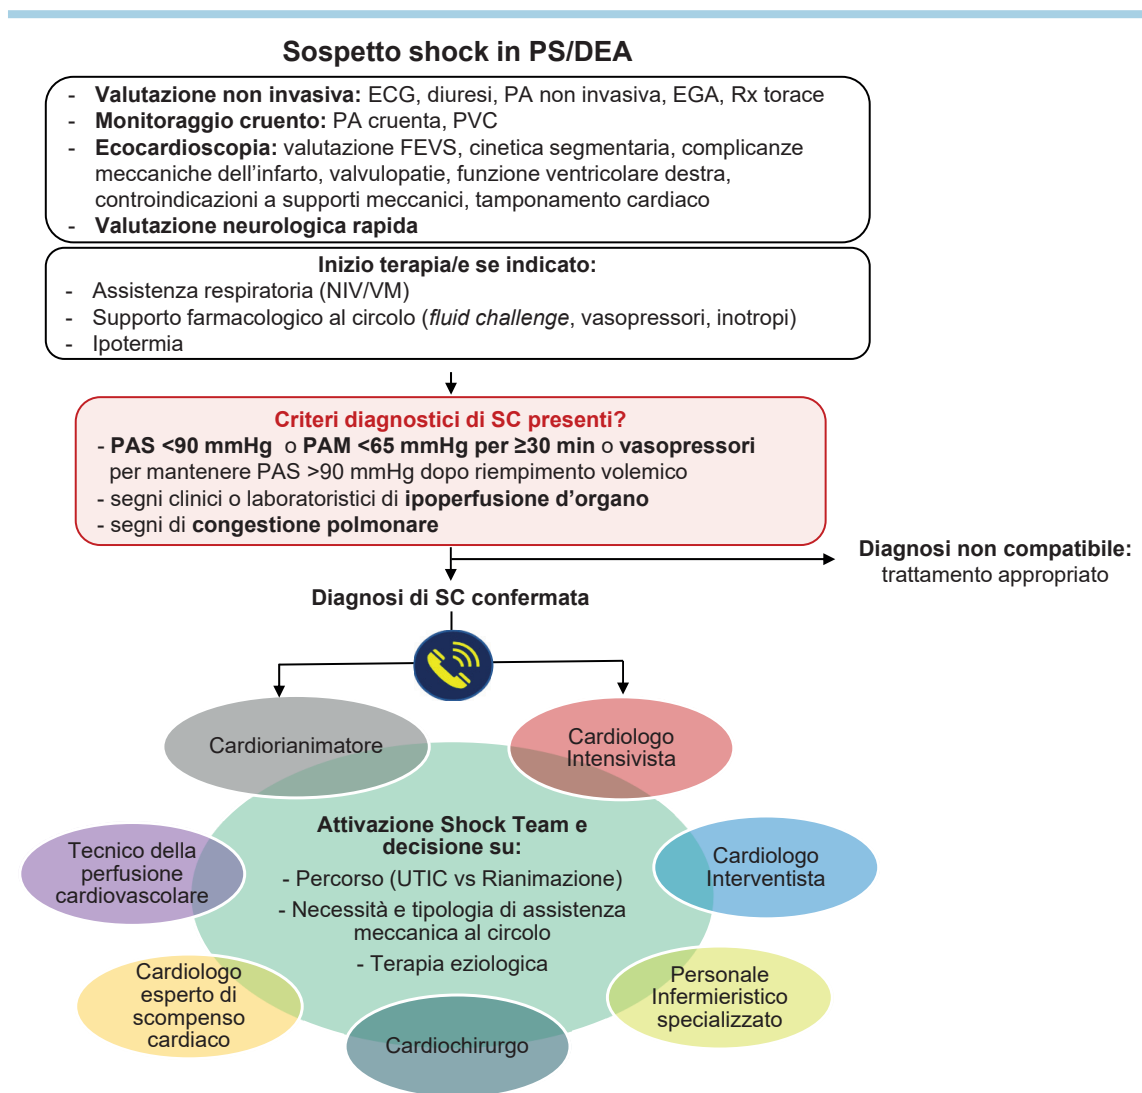 Sospetto shock in PS/DEA
- Valutazione non invasiva: ECG, diuresi, PA non invasiva, EGA, Rx torace
- Monitoraggio cruento: PA cruenta, PVC
- Ecocardioscopia: valutazione FEVS, cinetica segmentaria, complicanze
meccaniche dell’infarto, valvulopatie, funzione ventricolare destra,
controindicazioni a supporti meccanici, tamponamento cardiaco
- Valutazione neurologica rapida
Inizio terapia/e se indicato:
- Assistenza respiratoria (NIV/VM)
- Supporto farmacologico al circolo (fluid challenge, vasopressori, inotropi)
- Ipotermia
Criteri diagnostici di SC presenti?
- PAS <90 mmHg o PAM <65 mmHg per ≥30 min o vasopressori
per mantenere PAS >90 mmHg dopo riempimento volemico
- segni clinici o laboratoristici di ipoperfusione d’organo
- segni di congestione polmonare
Diagnosi non compatibile:
trattamento appropriato
Diagnosi di SC confermata
Cardiorianimatore
Cardiologo
Intensivista
Attivazione Shock Team e
decisione su:
- Percorso (UTIC vs Rianimazione)
- Necessità e tipologia di assistenza
meccanica al circolo
- Terapia eziologica
Tecnico della
perfusione
cardiovascolare
Cardiologo
Interventista
Cardiologo
esperto di
scompenso
cardiaco
Personale
Infermieristico
specializzato
Cardiochirurgo